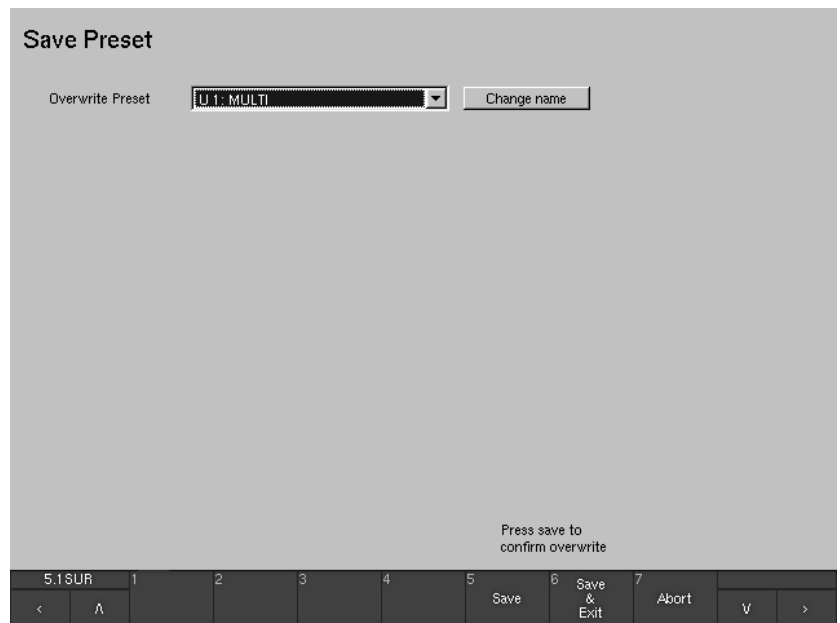 Save Preset
Overwrite Preset U 1: MULTI Change name
Press save to
confirm overwrite
5.1SUR 1 2 3 4 5 Save 6 Save & Exit 7 Abort
< Λ V >